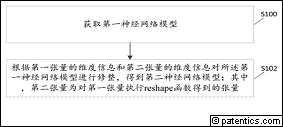 获取第一神经网络模型
S100
根据第一张量的维度信息和第二张量的维度信息对所述第
一神经网络模型进行修整，得到第二神经网络模型；其中
，第二张量为对第一张量执行reshape函数得到的张量
S102
@patentics.com